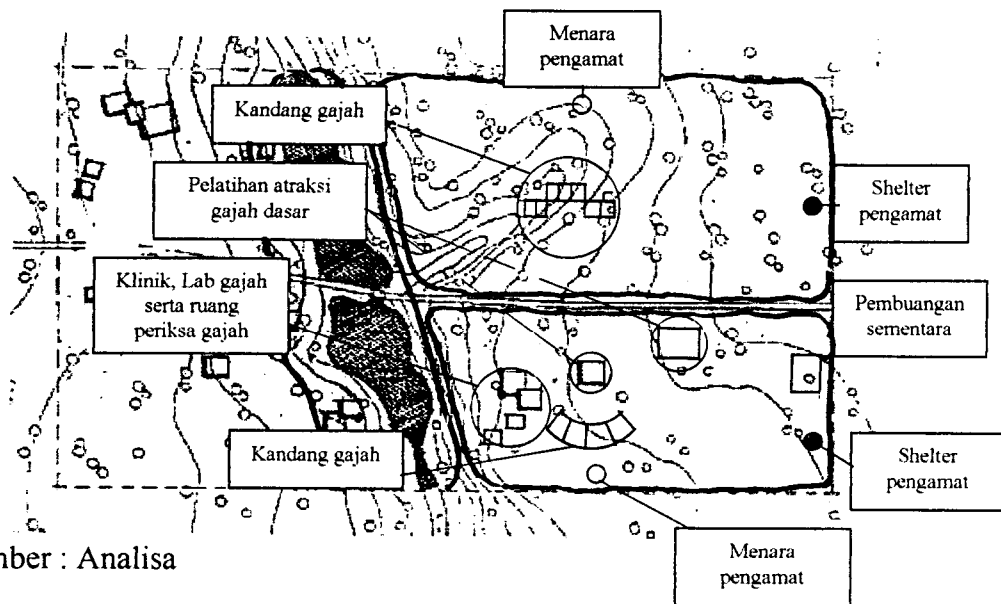 Menara
pengamat
Kandang gajah
Pelatihan atraksi
gajah dasar
Shelter
pengamat
Klinik, Lab gajah
serta ruang
periksa gajah
Pembuangan
sementara
Kandang gajah
Shelter
pengamat
Menara
pengamat
mber : Analisa